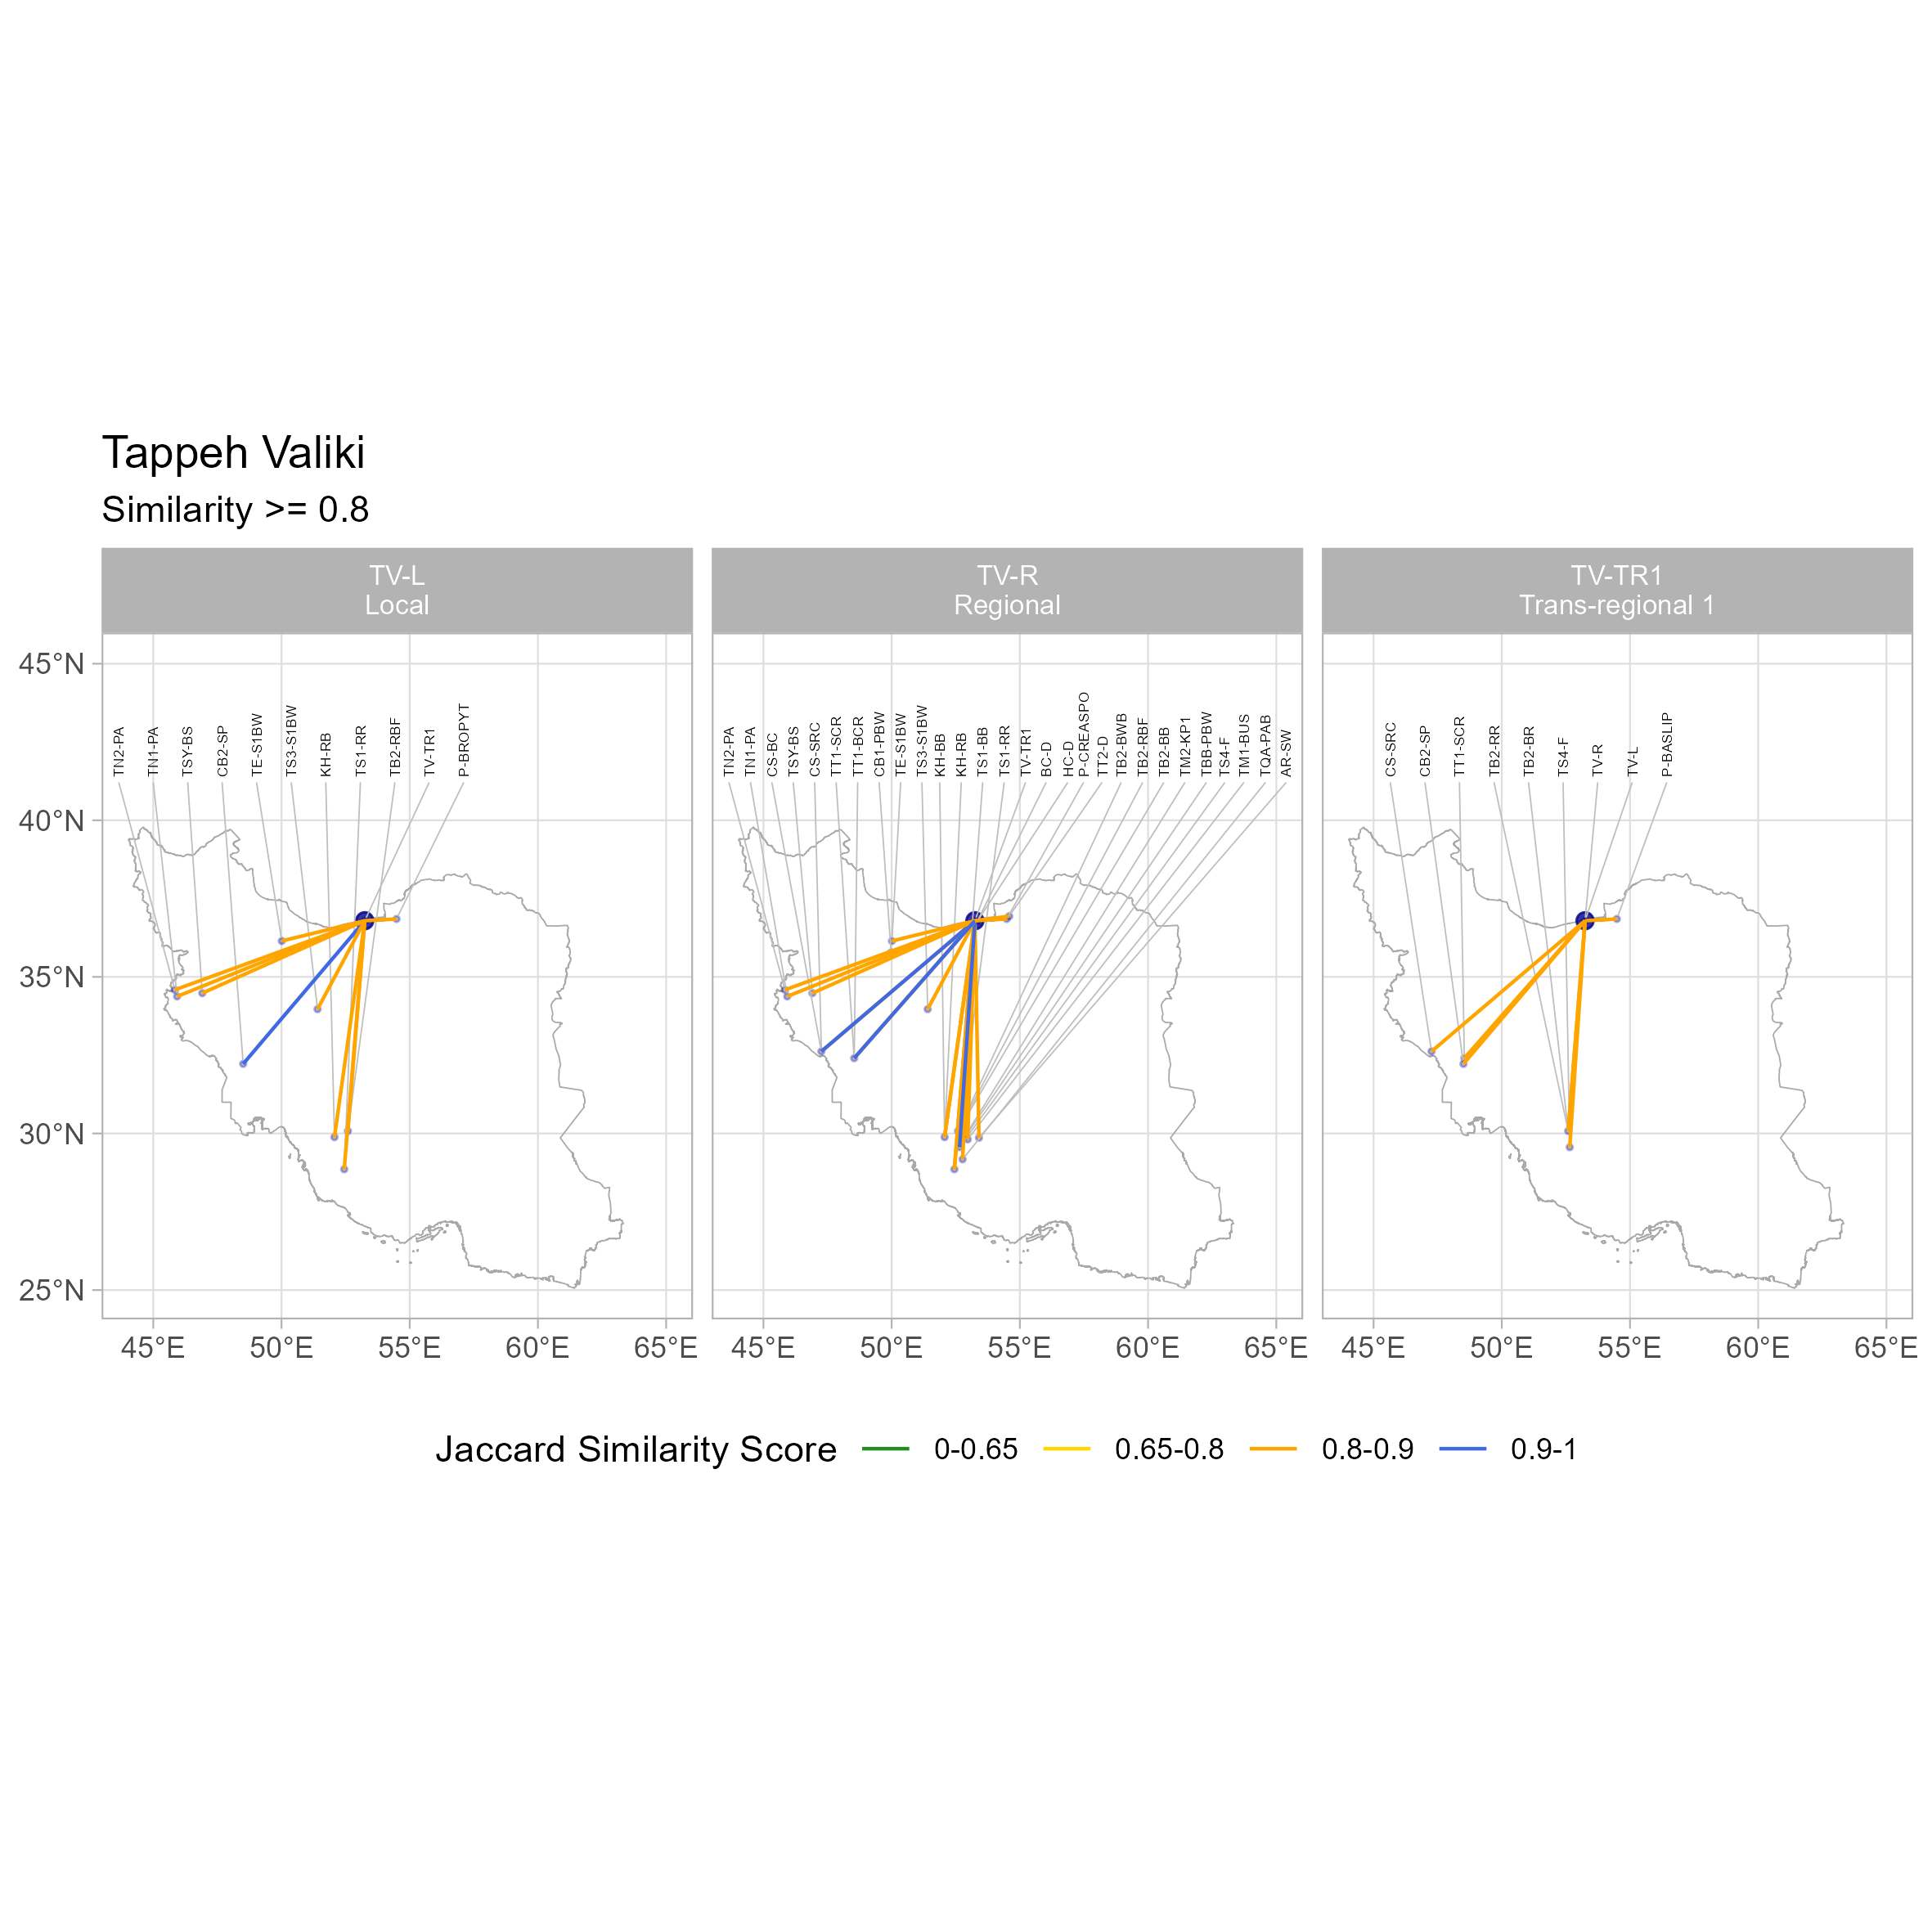 Tappeh Valiki
Similarity >= 0.8
TV-L
Local
TV-R
Regional
TV-TR1
Trans-regional 1
45°N
40°N
35°N
30°N
25°N
TN2-PA
TN1-PA
TSY-BS
CB2-SP
TE-S1BW
TS3-S1BW
KH-RB
TS1-RR
TB2-RBF
TV-TR1
P-BROPYT
TN2-PA
TN1-PA
CS-BC
TSY-BS
CS-SRC
TT1-SCR
TT1-BCR
CB1-PBW
TE-S1BW
TS3-S1BW
KH-BB
KH-RB
TS1-BB
TS1-RR
TV-TR1
BC-D
HC-D
P-CREASPO
TT2-D
TB2-BWB
TB2-RBF
TB2-BB
TM2-KP1
TBB-PBW
TS4-F
TM1-BUS
TQA-PAB
AR-SW
CS-SRC
CB2-SP
TT1-SCR
TB2-RR
TB2-BR
TS4-F
TV-R
TV-L
P-BASLIP
45°E 50°E 55°E 60°E 65°E
45°E 50°E 55°E 60°E 65°E
45°E 50°E 55°E 60°E 65°E
Jaccard Similarity Score 0-0.65 0.65-0.8 0.8-0.9 0.9-1